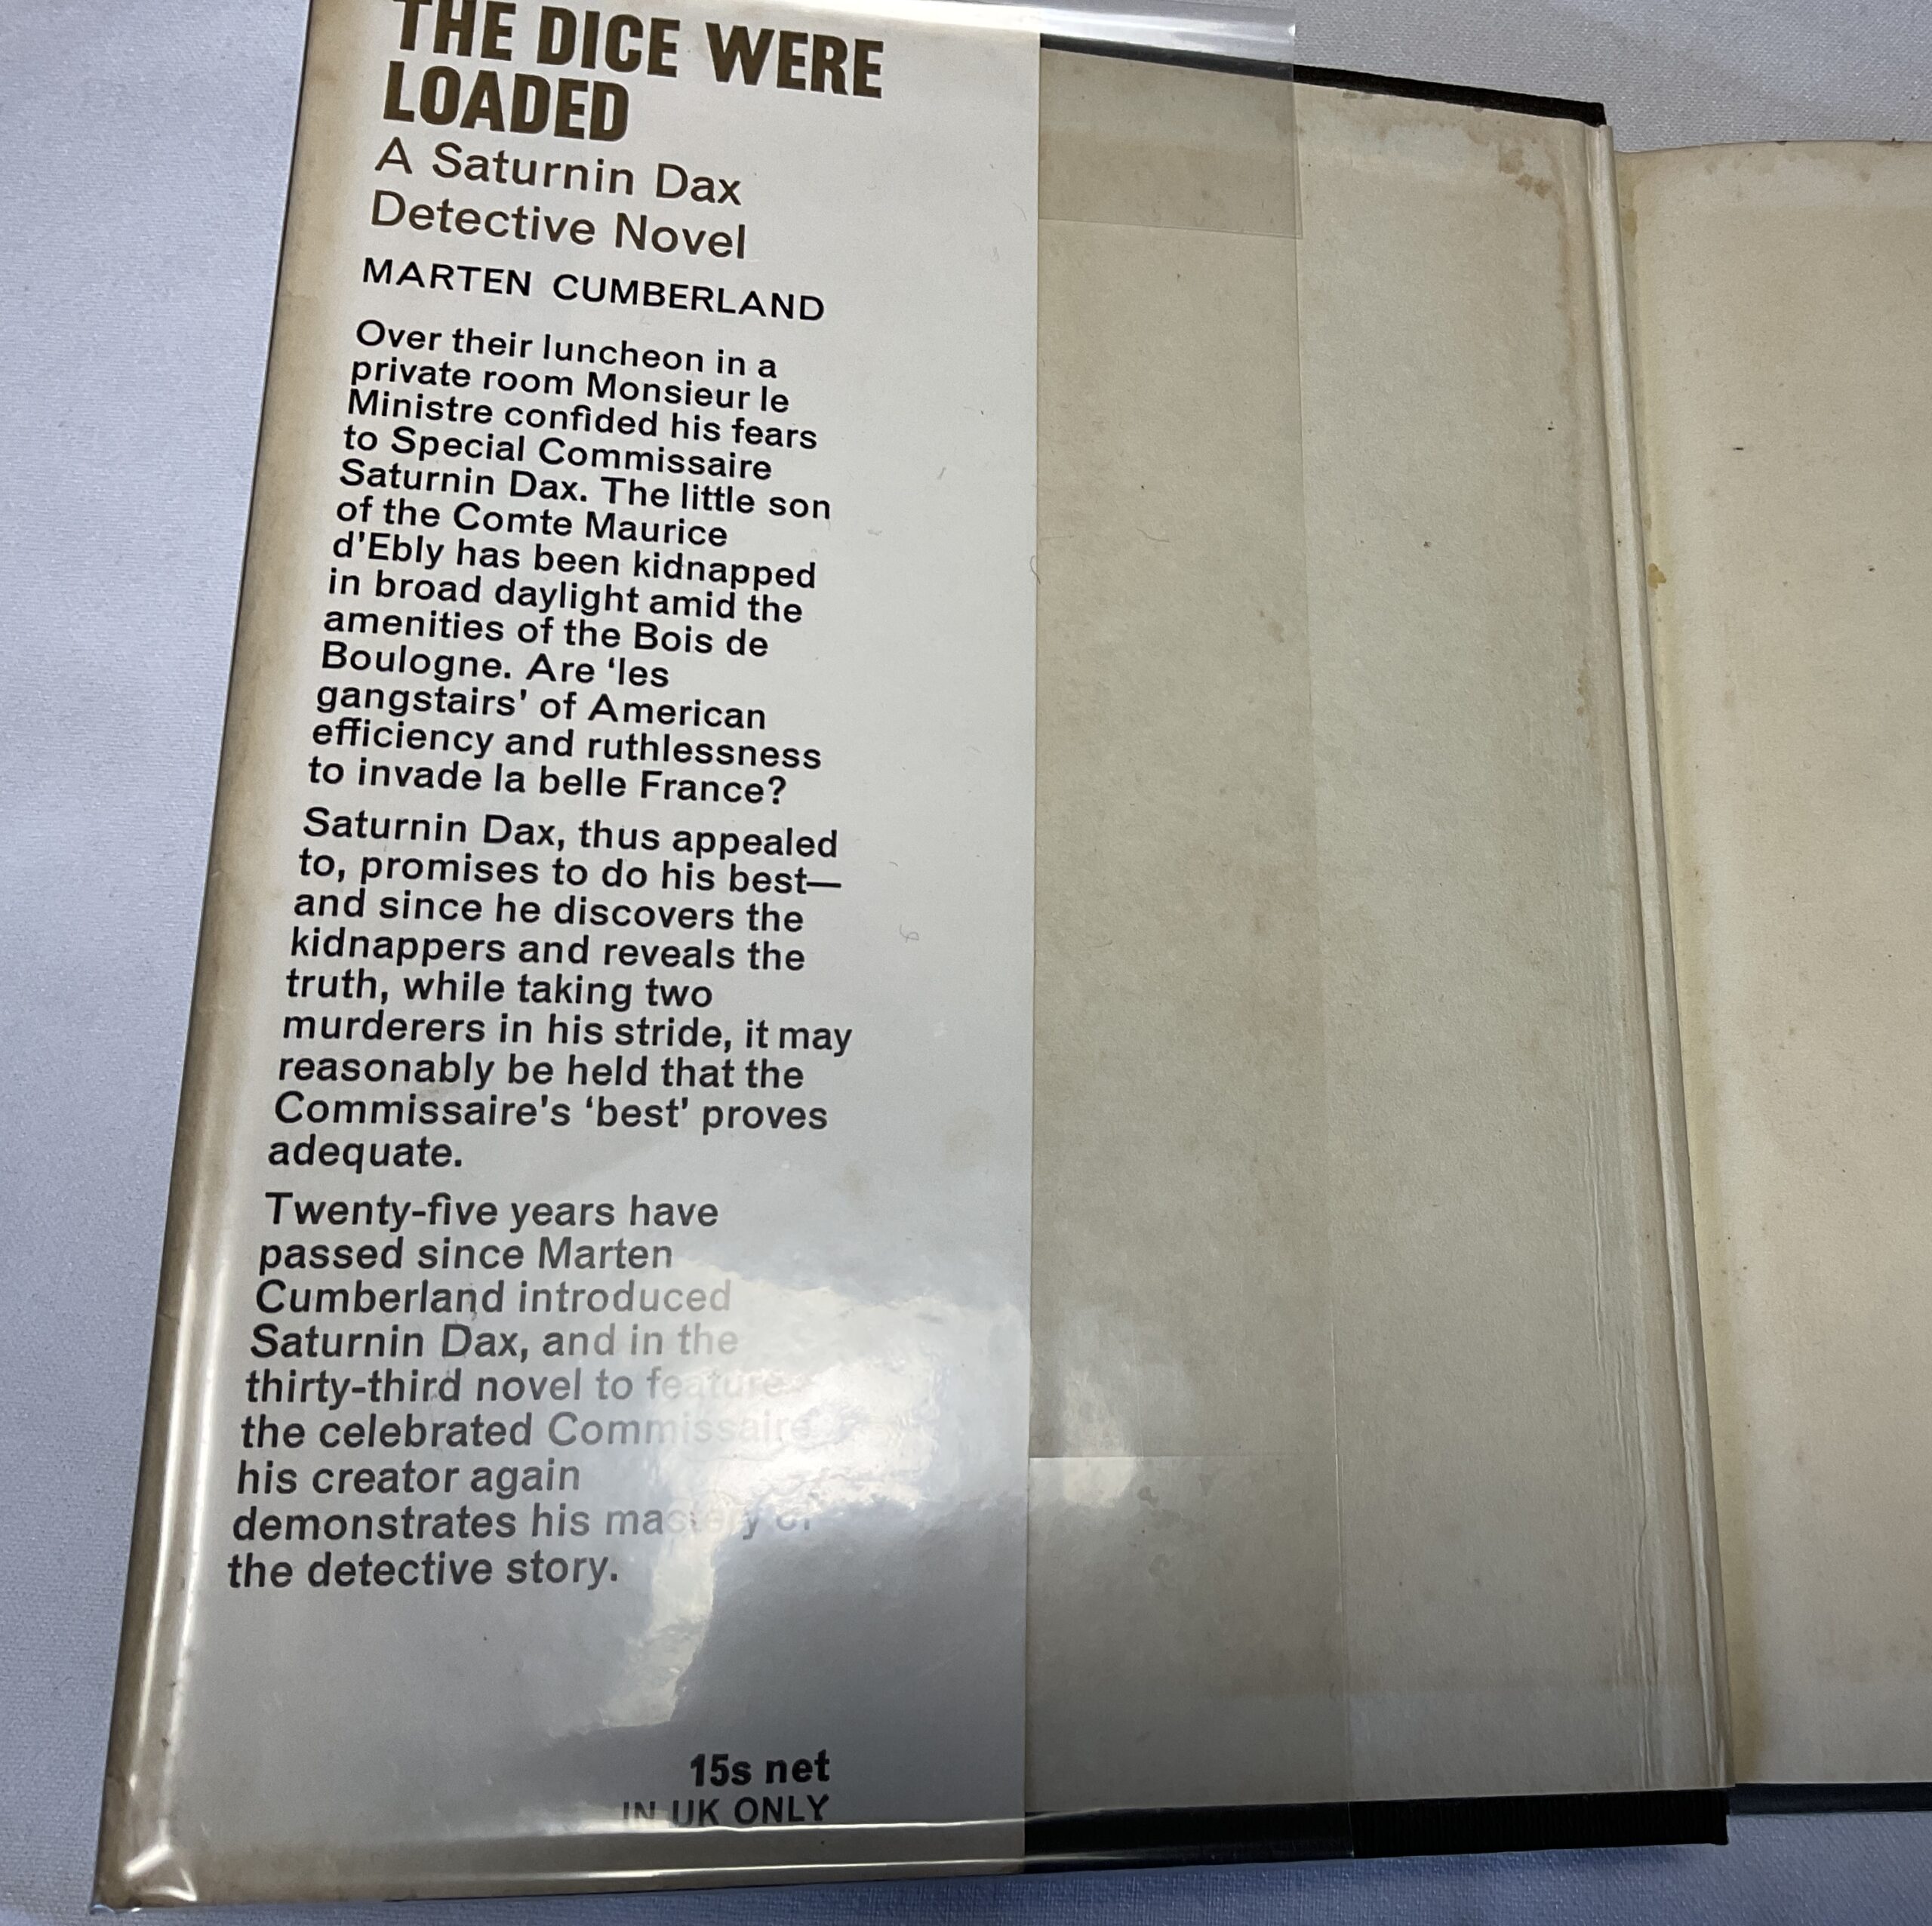 THE DICE WERE
LOADED
A Saturnin Dax
Detective Novel
MARTEN CUMBERLAND
Over their luncheon in a
private room Monsieur le
Ministre confided his fears
to Special Commissaire
Saturnin Dax. The little son
of the Comte Maurice
d'Ebly has been kidnapped
in broad daylight amid the
amenities of the Bois de
Boulogne. Are ‘les
gangstairs’ of American
efficiency and ruthlessness
to invade la belle France?
Saturnin Dax, thus appealed
to, promises to do his best—
and since he discovers the
kidnappers and reveals the
truth, while taking two
murderers in his stride, it may
reasonably be held that the
Commissaire's ‘best’ proves
adequate.
Twenty-five years have
passed since Marten
Cumberland introduced
Saturnin Dax, and in the
thirty-third novel to feature
the celebrated Commissaire
his creator again
demonstrates his mastery of
the detective story.
15s net
IN UK ONLY